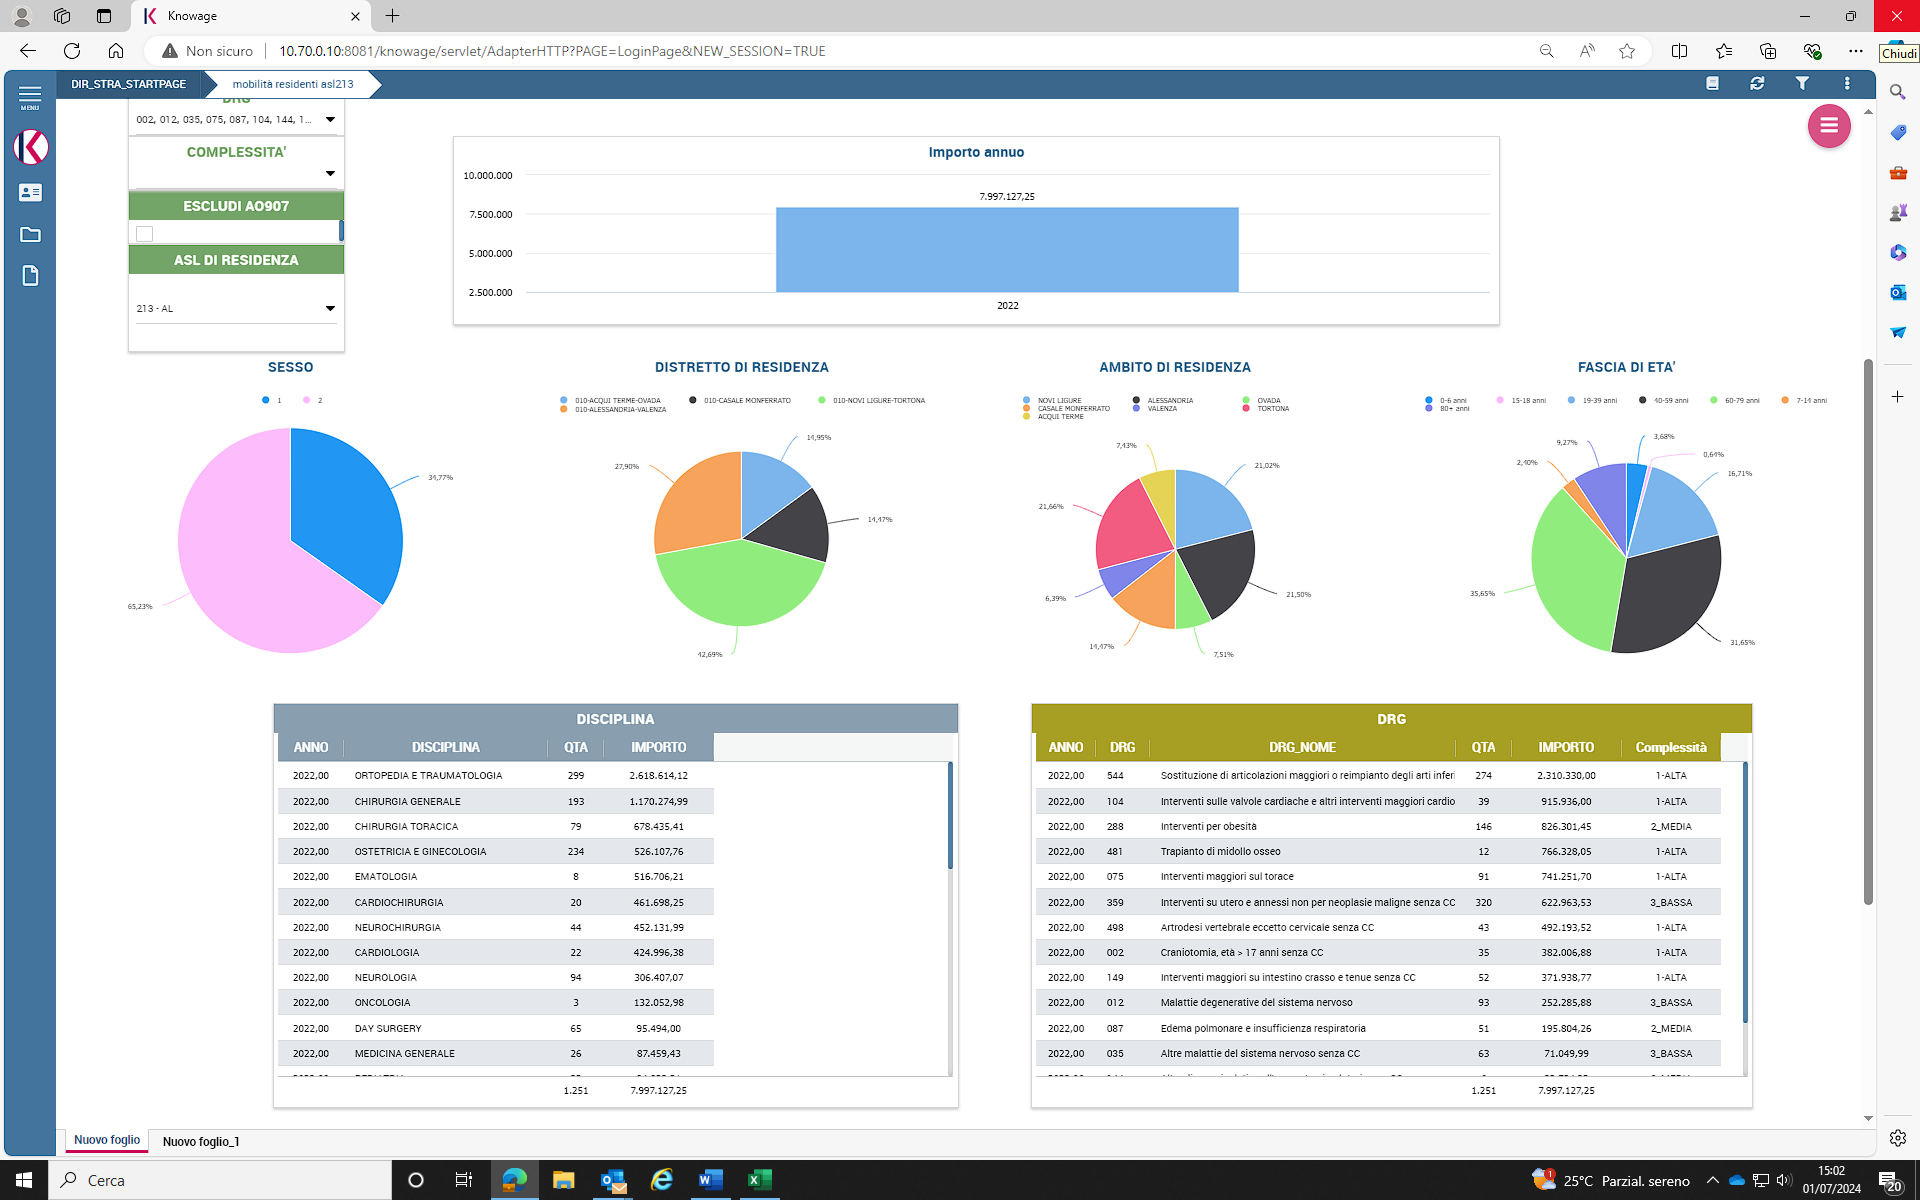 Knowage
Non sicuro
10.70.0.10:8081/knowage/servlet/AdapterHTTP?PAGE=LoginPage&NEW_SESSION=TRUE
Chiudi
MENU
DIR_STRA_STARTPAGE
mobilità residenti asl213
DRG
002, 012, 035, 075, 087, 104, 144, 1...
COMPLESSITA'
ESCLUDI AO907
ASL DI RESIDENZA
213 - AL
Importo annuo
10.000.000
7.500.000
5.000.000
2.500.000
7.997.127,25
2022
SESSO
1
2
34,77%
65,23%
DISTRETTO DI RESIDENZA
010-ACQUI TERME-OVADA
010-CASALE MONFERRATO
010-NOVI LIGURE-TORTONA
010-ALESSANDRIA-VALENZA
14,95%
27,90%
14,47%
42,69%
AMBITO DI RESIDENZA
NOVI LIGURE
ALESSANDRIA
OVADA
CASALE MONFERRATO
VALENZA
TORTONA
ACQUI TERME
7,43%
21,02%
21,66%
21,50%
6,39%
14,47%
7,51%
FASCIA DI ETA'
0-6 anni
15-18 anni
19-39 anni
40-59 anni
60-79 anni
7-14 anni
80+ anni
9,27%
3,68%
0,64%
2,40%
16,71%
35,65%
31,65%
DISCIPLINA
ANNO DISCIPLINA QTA IMPORTO
2022,00 ORTOPEDIA E TRAUMATOLOGIA 299 2.618.614,12
2022,00 CHIRURGIA GENERALE 193 1.170.274,99
2022,00 CHIRURGIA TORACICA 79 678.435,41
2022,00 OSTETRICIA E GINECOLOGIA 234 526.107,76
2022,00 EMATOLOGIA 8 516.706,21
2022,00 CARDIOCHIRURGIA 20 461.698,25
2022,00 NEUROCHIRURGIA 44 452.131,99
2022,00 CARDIOLOGIA 22 424.996,38
2022,00 NEUROLOGIA 94 306.407,07
2022,00 ONCOLOGIA 3 132.052,98
2022,00 DAY SURGERY 65 95.494,00
2022,00 MEDICINA GENERALE 26 87.459,43
1.251 7.997.127,25
DRG
ANNO DRG DRG_NOME QTA IMPORTO Complessità
2022,00 544 Sostituzione di articolazioni maggiori o reimpianto degli arti inferi 274 2.310.330,00 1-ALTA
2022,00 104 Interventi sulle valvole cardiache e altri interventi maggiori cardio 39 915.936,00 1-ALTA
2022,00 288 Interventi per obesità 146 826.301,45 2_MEDIA
2022,00 481 Trapianto di midollo osseo 12 766.328,05 1-ALTA
2022,00 075 Interventi maggiori sul torace 91 741.251,70 1-ALTA
2022,00 359 Interventi su utero e annessi non per neoplasie maligne senza CC 320 622.963,53 3_BASSA
2022,00 498 Artrodesi vertebrale eccetto cervicale senza CC 43 492.193,52 1-ALTA
2022,00 002 Craniotomia, età > 17 anni senza CC 35 382.006,88 1-ALTA
2022,00 149 Interventi maggiori su intestino crasso e tenue senza CC 52 371.938,77 1-ALTA
2022,00 012 Malattie degenerative del sistema nervoso 93 252.285,88 3_BASSA
2022,00 087 Edema polmonare e insufficienza respiratoria 51 195.804,26 2_MEDIA
2022,00 035 Altre malattie del sistema nervoso senza CC 63 71.049,99 3_BASSA
1.251 7.997.127,25
Nuovo foglio
Nuovo foglio_1
Cerca
25°C Parzial. sereno
15:02
01/07/2024
20